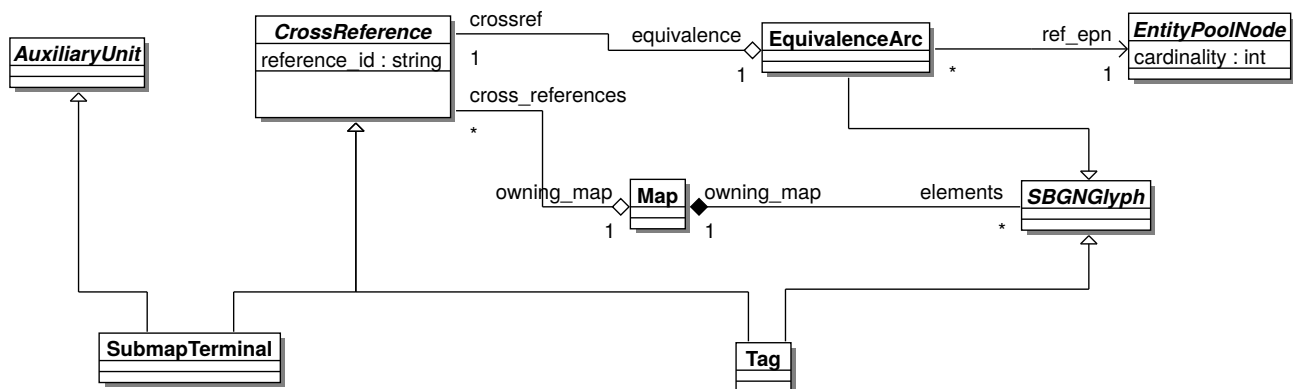 AuxiliaryUnit
CrossReference
reference_id : string
crossref
1
equivalence
1
EquivalenceArc
*
ref_epn
1
EntityPoolNode
cardinality : int
cross_references
*
owning_map
1
Map
owning_map
1
elements
*
SBGNGlyph
SubmapTerminal
Tag